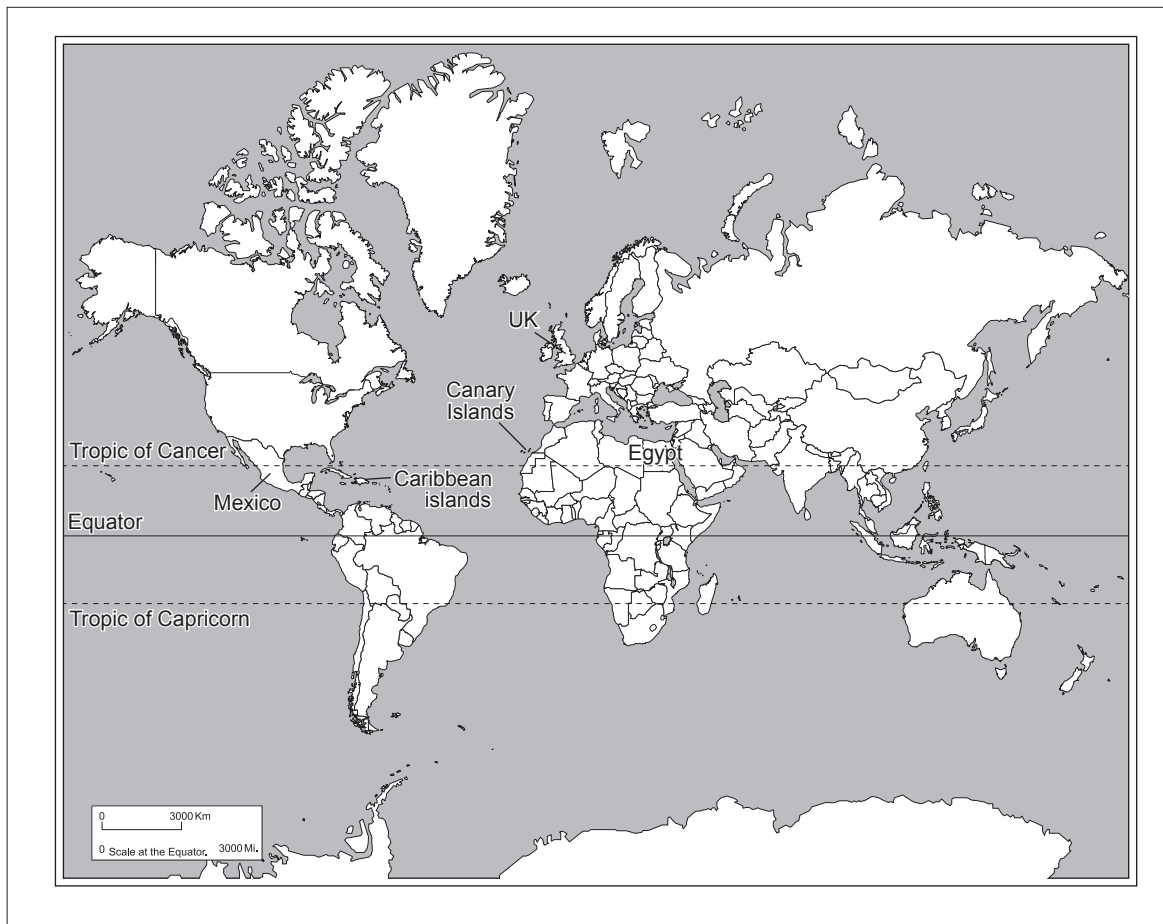 UK
Canary
Islands
Tropic of Cancer
Egypt
Caribbean
islands
Mexico
Equator
Tropic of Capricorn
0 3000 Km
0 Scale at the Equator. 3000 Mi.